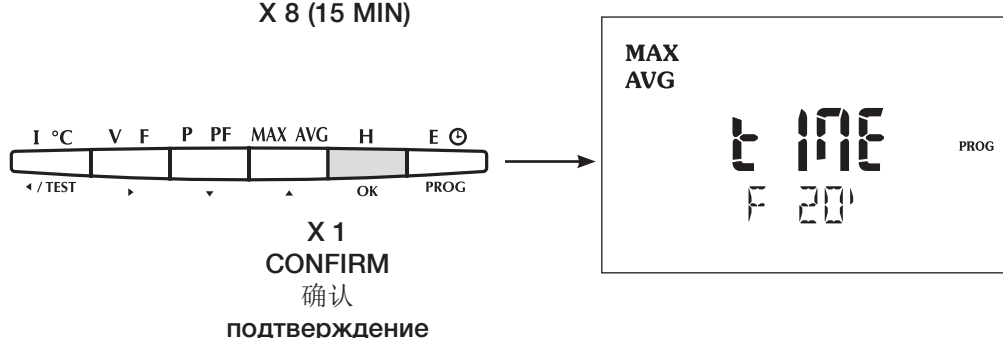 X 8 (15 MIN)
I °C V F P PF MAX AVG H E
/ TEST OK PROG
X 1
CONFIRM
确认
подтверждение
MAX
AVG
tIME
PROG
F 20'